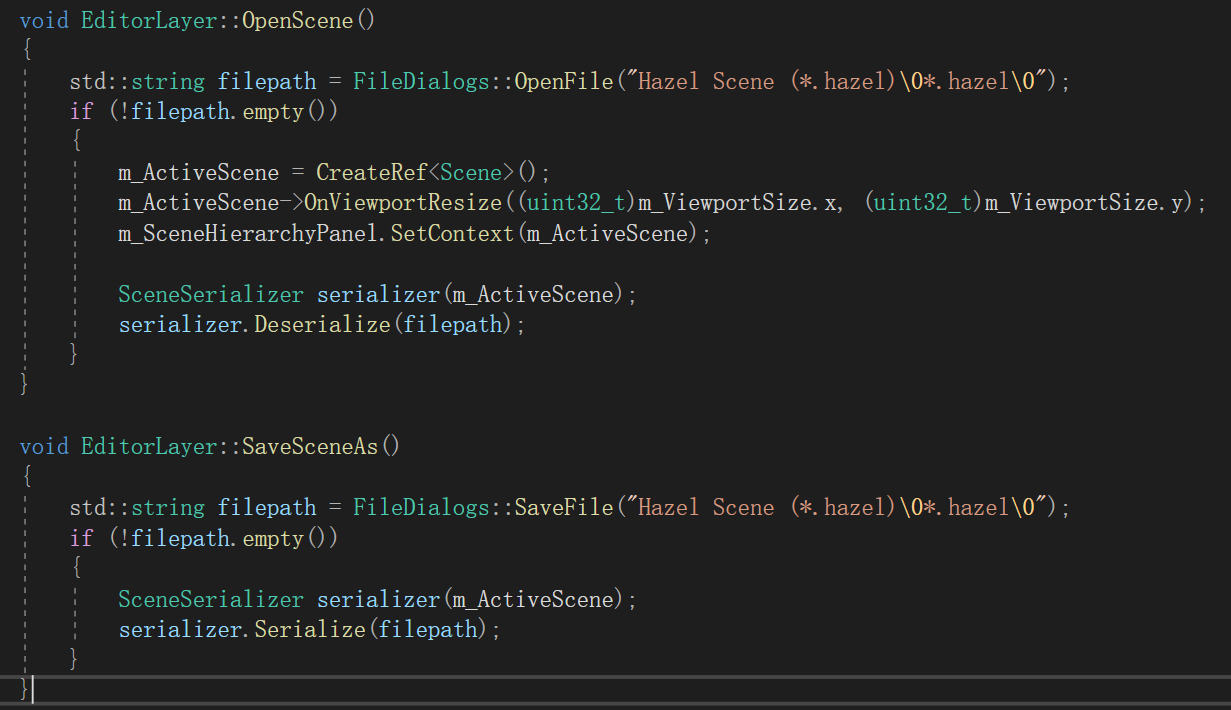 void EditorLayer::OpenScene()
{
    std::string filepath = FileDialogs::OpenFile("Hazel Scene (*.hazel)\0*.hazel\0");
    if (!filepath.empty())
    {
        m_ActiveScene = CreateRef<Scene>();
        m_ActiveScene->OnViewportResize((uint32_t)m_ViewportSize.x, (uint32_t)m_ViewportSize.y);
        m_SceneHierarchyPanel.SetContext(m_ActiveScene);

        SceneSerializer serializer(m_ActiveScene);
        serializer.Deserialize(filepath);
    }
}

void EditorLayer::SaveSceneAs()
{
    std::string filepath = FileDialogs::SaveFile("Hazel Scene (*.hazel)\0*.hazel\0");
    if (!filepath.empty())
    {
        SceneSerializer serializer(m_ActiveScene);
        serializer.Serialize(filepath);
    }
}